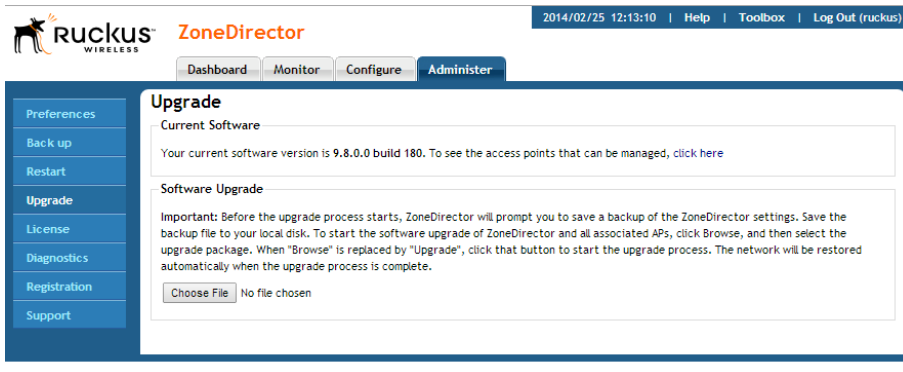 2014/02/25 12:13:10 | Help | Toolbox | Log Out (ruckus)
RUCKUS WIRELESS
ZoneDirector
Dashboard Monitor Configure Administer
Preferences
Back up
Restart
Upgrade
License
Diagnostics
Registration
Support
Upgrade
Current Software
Your current software version is 9.8.0.0 build 180. To see the access points that can be managed, click here
Software Upgrade
Important: Before the upgrade process starts, ZoneDirector will prompt you to save a backup of the ZoneDirector settings. Save the
backup file to your local disk. To start the software upgrade of ZoneDirector and all associated APs, click Browse, and then select the
upgrade package. When "Browse" is replaced by "Upgrade", click that button to start the upgrade process. The network will be restored
automatically when the upgrade process is complete.
Choose File No file chosen